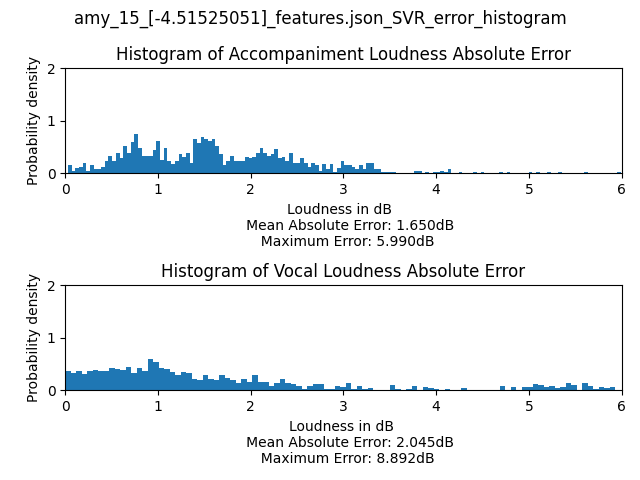 amy_15_[-4.51525051]_features.json_SVR_error_histogram
Histogram of Accompaniment Loudness Absolute Error
Probability density
2
1
0
0 1 2 3 4 5 6
Loudness in dB
Mean Absolute Error: 1.650dB
Maximum Error: 5.990dB
Histogram of Vocal Loudness Absolute Error
Probability density
2
1
0
0 1 2 3 4 5 6
Loudness in dB
Mean Absolute Error: 2.045dB
Maximum Error: 8.892dB